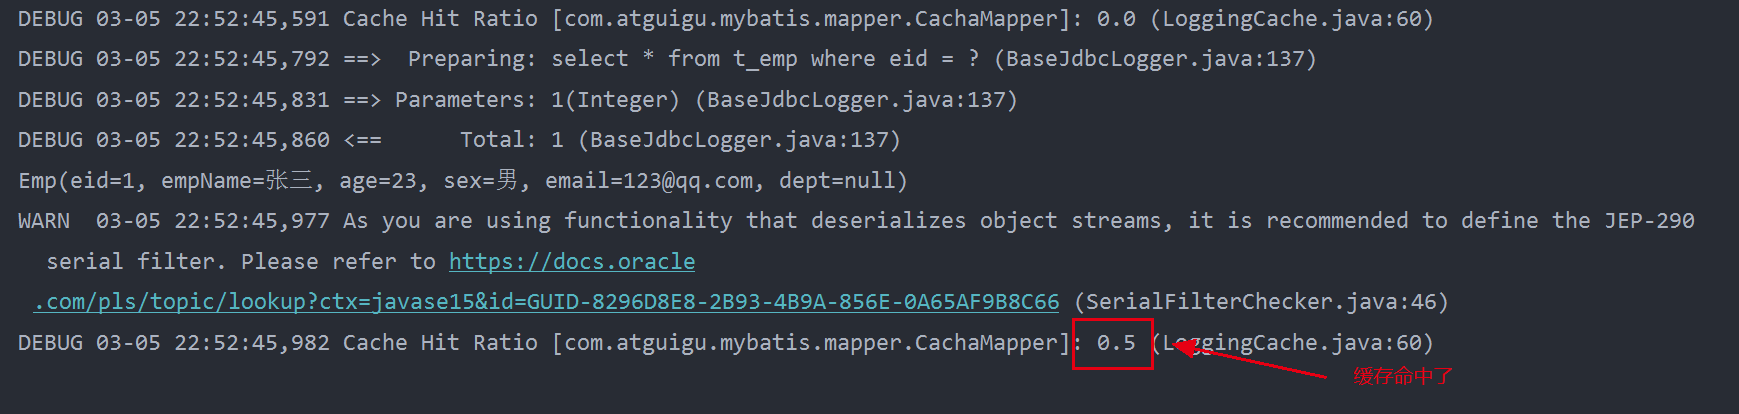 DEBUG 03-05 22:52:45,591 Cache Hit Ratio [com.atguigu.mybatis.mapper.CachaMapper]: 0.0 (LoggingCache.java:60)
DEBUG 03-05 22:52:45,792 ==>  Preparing: select * from t_emp where eid = ? (BaseJdbcLogger.java:137)
DEBUG 03-05 22:52:45,831 ==> Parameters: 1(Integer) (BaseJdbcLogger.java:137)
DEBUG 03-05 22:52:45,860 <==      Total: 1 (BaseJdbcLogger.java:137)
Emp(eid=1, empName=张三, age=23, sex=男, email=123@qq.com, dept=null)
WARN  03-05 22:52:45,977 As you are using functionality that deserializes object streams, it is recommended to define the JEP-290
serial filter. Please refer to https://docs.oracle
.com/pls/topic/lookup?ctx=javase15&id=GUID-8296D8E8-2B93-4B9A-856E-0A65AF9B8C66 (SerialFilterChecker.java:46)
DEBUG 03-05 22:52:45,982 Cache Hit Ratio [com.atguigu.mybatis.mapper.CachaMapper]: 0.5 (LoggingCache.java:60)
缓存命中了